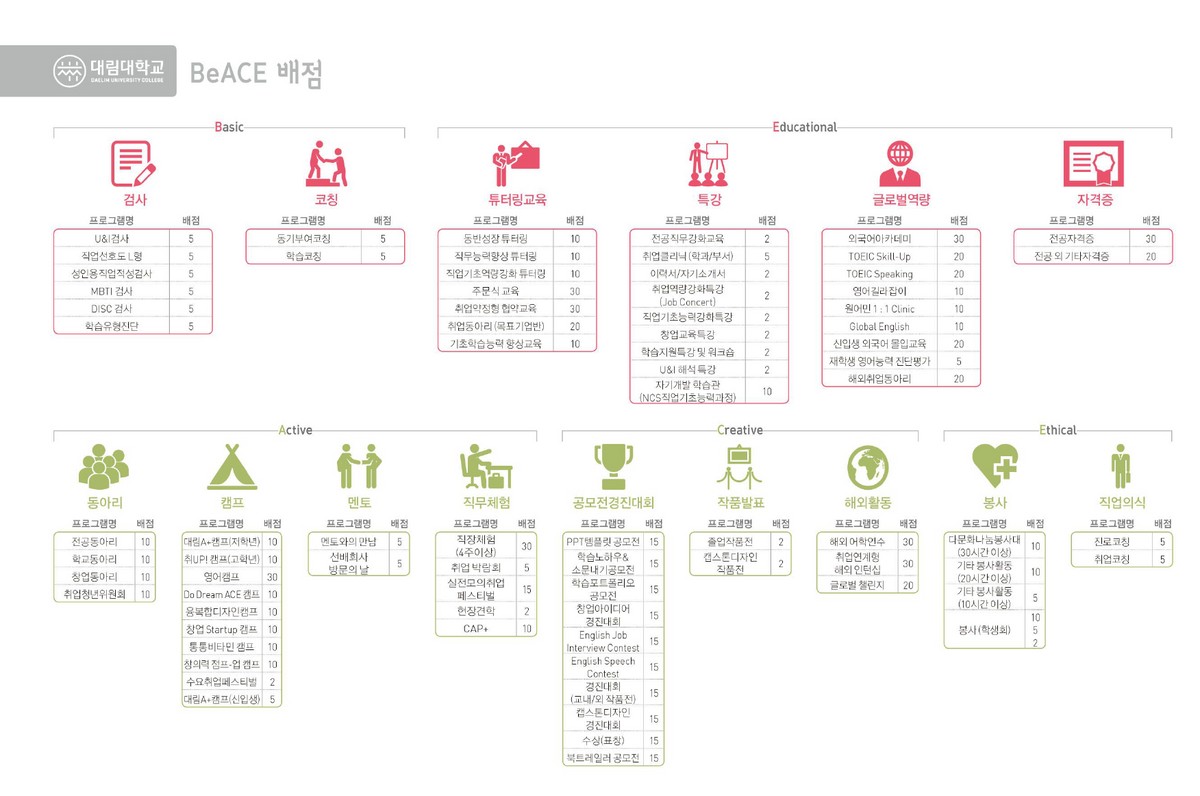 대림대학교
DAELIM UNIVERSITY COLLEGE
BeACE 배점
Basic
검사
프로그램명 배점
U&I검사 5
직업선호도 L형 5
성인용직업적성검사 5
MBTI 검사 5
DISC 검사 5
학습유형진단 5
코칭
프로그램명 배점
동기부여코칭 5
학습코칭 5
Educational
튜터링교육
프로그램명 배점
동반성장 튜터링 10
직무능력향상 튜터링 10
직업기초역량강화 튜터링 10
주문식 교육 30
취업약정형 협약교육 30
취업동아리 (목표기업반) 20
기초학습능력 향상교육 10
특강
프로그램명 배점
전공직무강화교육 2
취업클리닉 (학과/부서) 5
이력서/자기소개서 2
취업역량강화특강
(Job Concert) 2
직업기초능력강화특강 2
창업교육특강 2
학습지원특강 및 워크숍 2
U&I 해석 특강 2
자기개발 학습관
(NCS직업기초능력과정) 10
글로벌역량
프로그램명 배점
외국어아카데미 30
TOEIC Skill-Up 20
TOEIC Speaking 20
영어길라잡이 10
원어민 1 : 1 Clinic 10
Global English 10
신입생 외국어 몰입교육 20
재학생 영어능력 진단평가 5
해외취업동아리 20
자격증
프로그램명 배점
전공자격증 30
전공 외 기타자격증 20
Active
동아리
프로그램명 배점
전공동아리 10
학교동아리 10
창업동아리 10
취업청년위원회 10
캠프
프로그램명 배점
대림A+캠프(저학년) 10
취UP! 캠프(고학년) 10
영어캠프 30
Do Dream ACE 캠프 10
융복합디자인캠프 10
창업 Startup 캠프 10
통통비타민 캠프 10
창의력 점프-업 캠프 10
수요취업페스티벌 2
대림A+캠프(신입생) 5
멘토
프로그램명 배점
멘토와의 만남 5
선배회사
방문의 날 5
직무체험
프로그램명 배점
직장체험
(4주이상) 30
취업 박람회 5
실전모의취업
페스티벌 15
현장견학 2
CAP+ 10
Creative
공모전경진대회
프로그램명 배점
PPT템플릿 공모전 15
학습노하우&
소문내기공모전 15
학습포트폴리오
공모전 15
창업아이디어
경진대회 15
English Job
Interview Contest 15
English Speech
Contest 15
경진대회
(교내/외 작품전) 15
캡스톤디자인
경진대회 15
수상(표창) 15
북트레일러 공모전 15
작품발표
프로그램명 배점
졸업작품전 2
캡스톤디자인
작품전 2
해외활동
프로그램명 배점
해외 어학연수 30
취업연계형
해외 인턴십 30
글로벌 챌린지 20
Ethical
봉사
프로그램명 배점
다문화나눔봉사대
(30시간 이상) 10
기타 봉사활동
(20시간 이상) 10
기타 봉사활동
(10시간 이상) 5
봉사 (학생회) 10
5
2
직업의식
프로그램명 배점
진로코칭 5
취업코칭 5